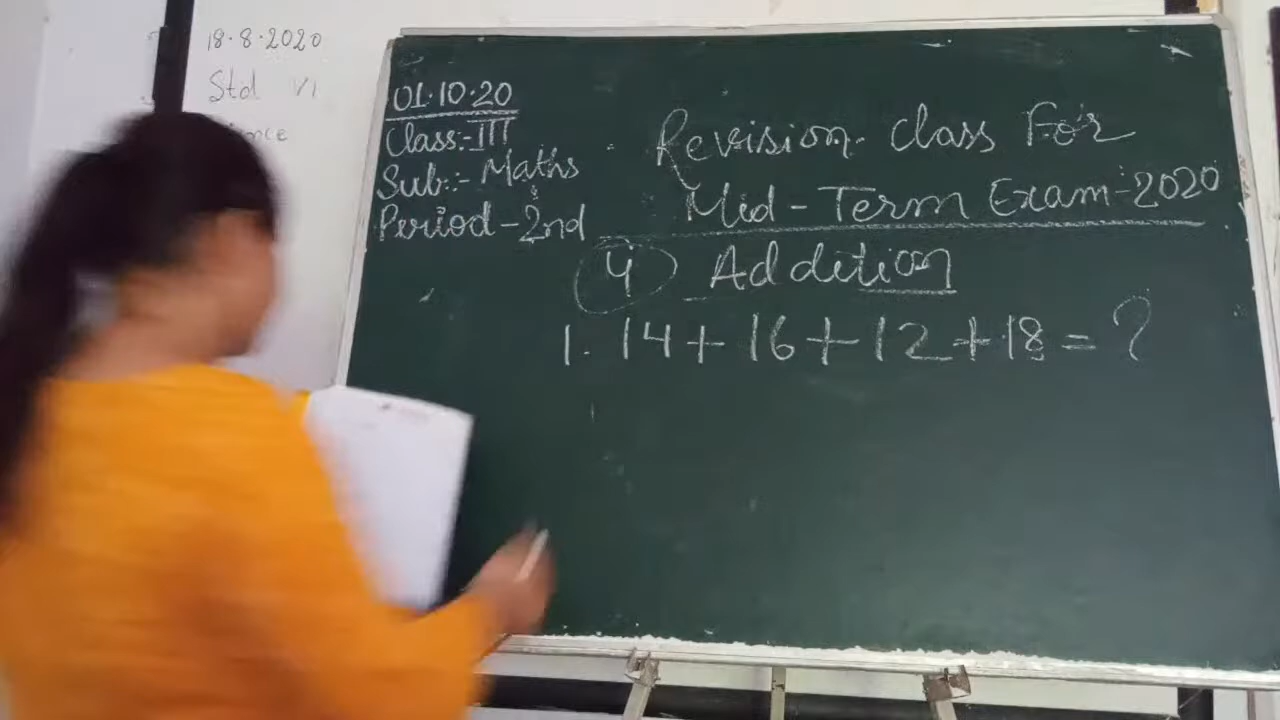 18.8.2020
Std VI
01.10.20
Class:-III
Sub:- Maths
Period-2nd
Revision Class For
Mid-Term Exam-2020
4 Addition
1. 14+16+12+18=?